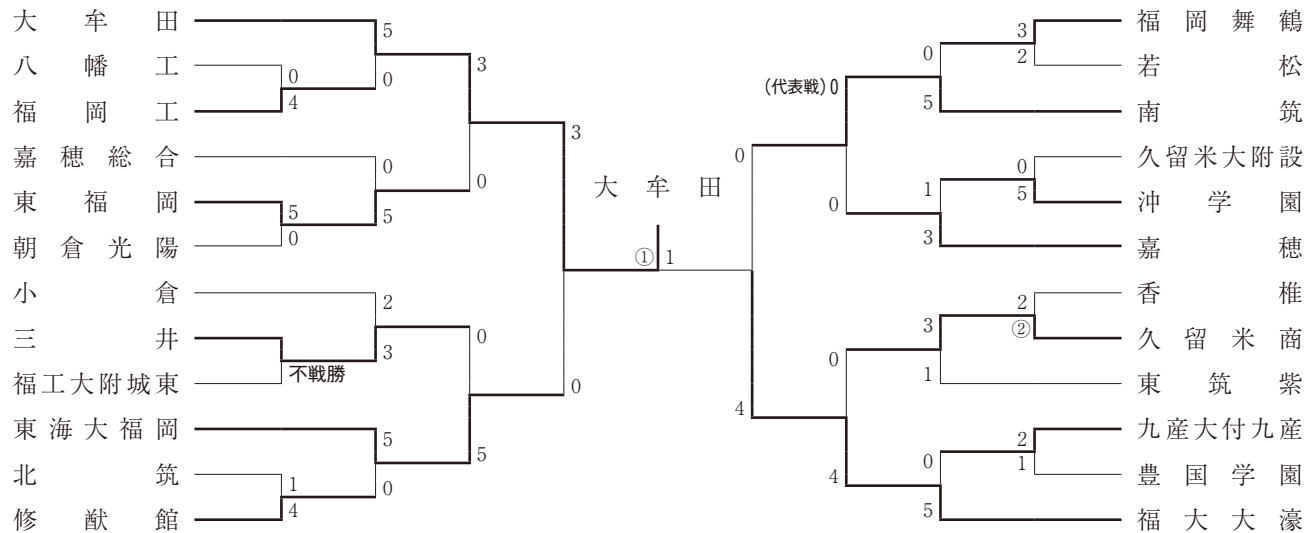 大牟田
八幡工
福岡工
嘉穂総合
東福岡
朝倉光陽
小倉
三井
福工大附城東
東海大福岡
北筑
修猷館
5
0
4
0
0
5
5
0
2
3
不戦勝
5
1
4
0
3
0
0
5
3
0
大牟田
① 1
0
4
(代表戦) 0
0
0
4
0
5
1
3
3
1
0
5
3
2
0
5
2
②
2
1
福岡舞鶴
若松
南筑
久留米大附設
沖学園
嘉穂
香椎
久留米商
東筑紫
九産大付九産
豊国学園
福大大濠